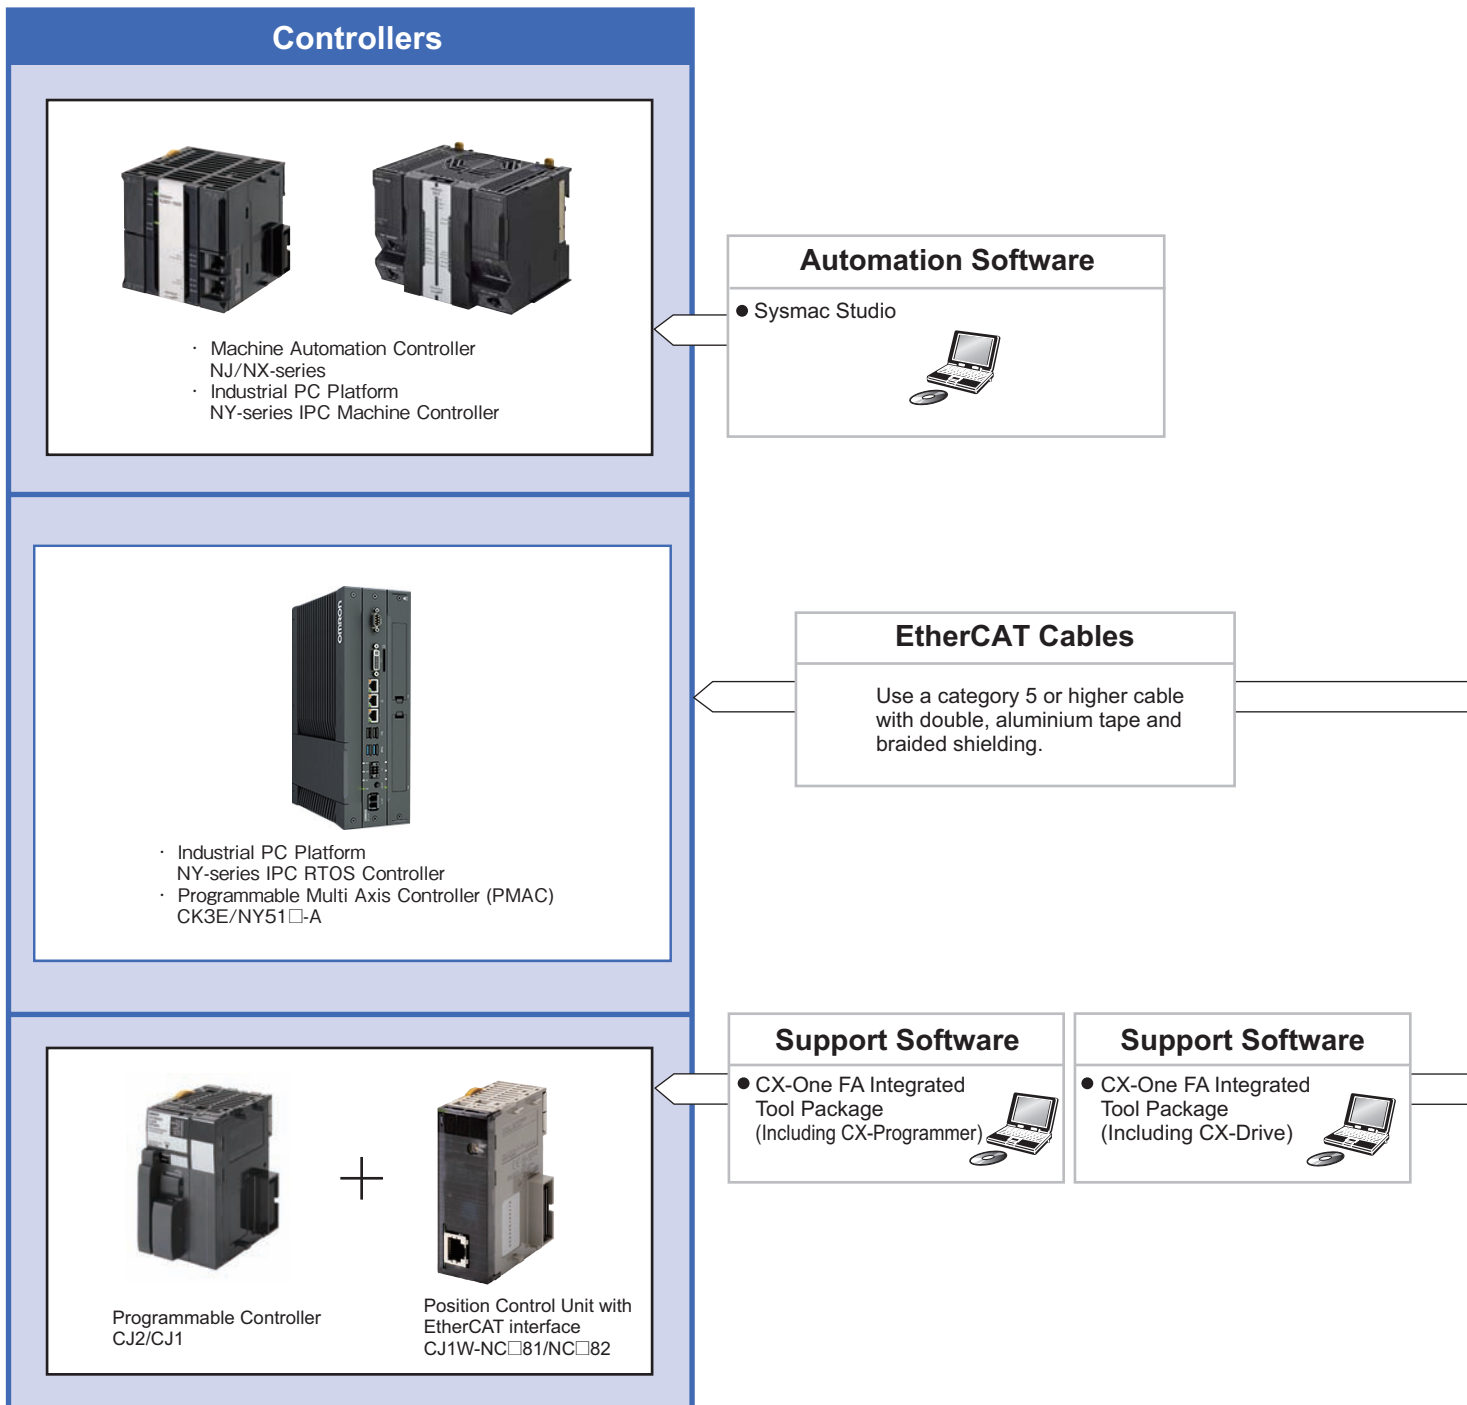 Controllers
· Machine Automation Controller
NJ/NX-series
· Industrial PC Platform
NY-series IPC Machine Controller
Automation Software
● Sysmac Studio
omron
· Industrial PC Platform
NY-series IPC RTOS Controller
· Programmable Multi Axis Controller (PMAC)
CK3E/NY51□-A
EtherCAT Cables
Use a category 5 or higher cable
with double, aluminium tape and
braided shielding.
Programmable Controller
CJ2/CJ1
Position Control Unit with
EtherCAT interface
CJ1W-NC□81/NC□82
Support Software
● CX-One FA Integrated
Tool Package
(Including CX-Programmer)
Support Software
● CX-One FA Integrated
Tool Package
(Including CX-Drive)